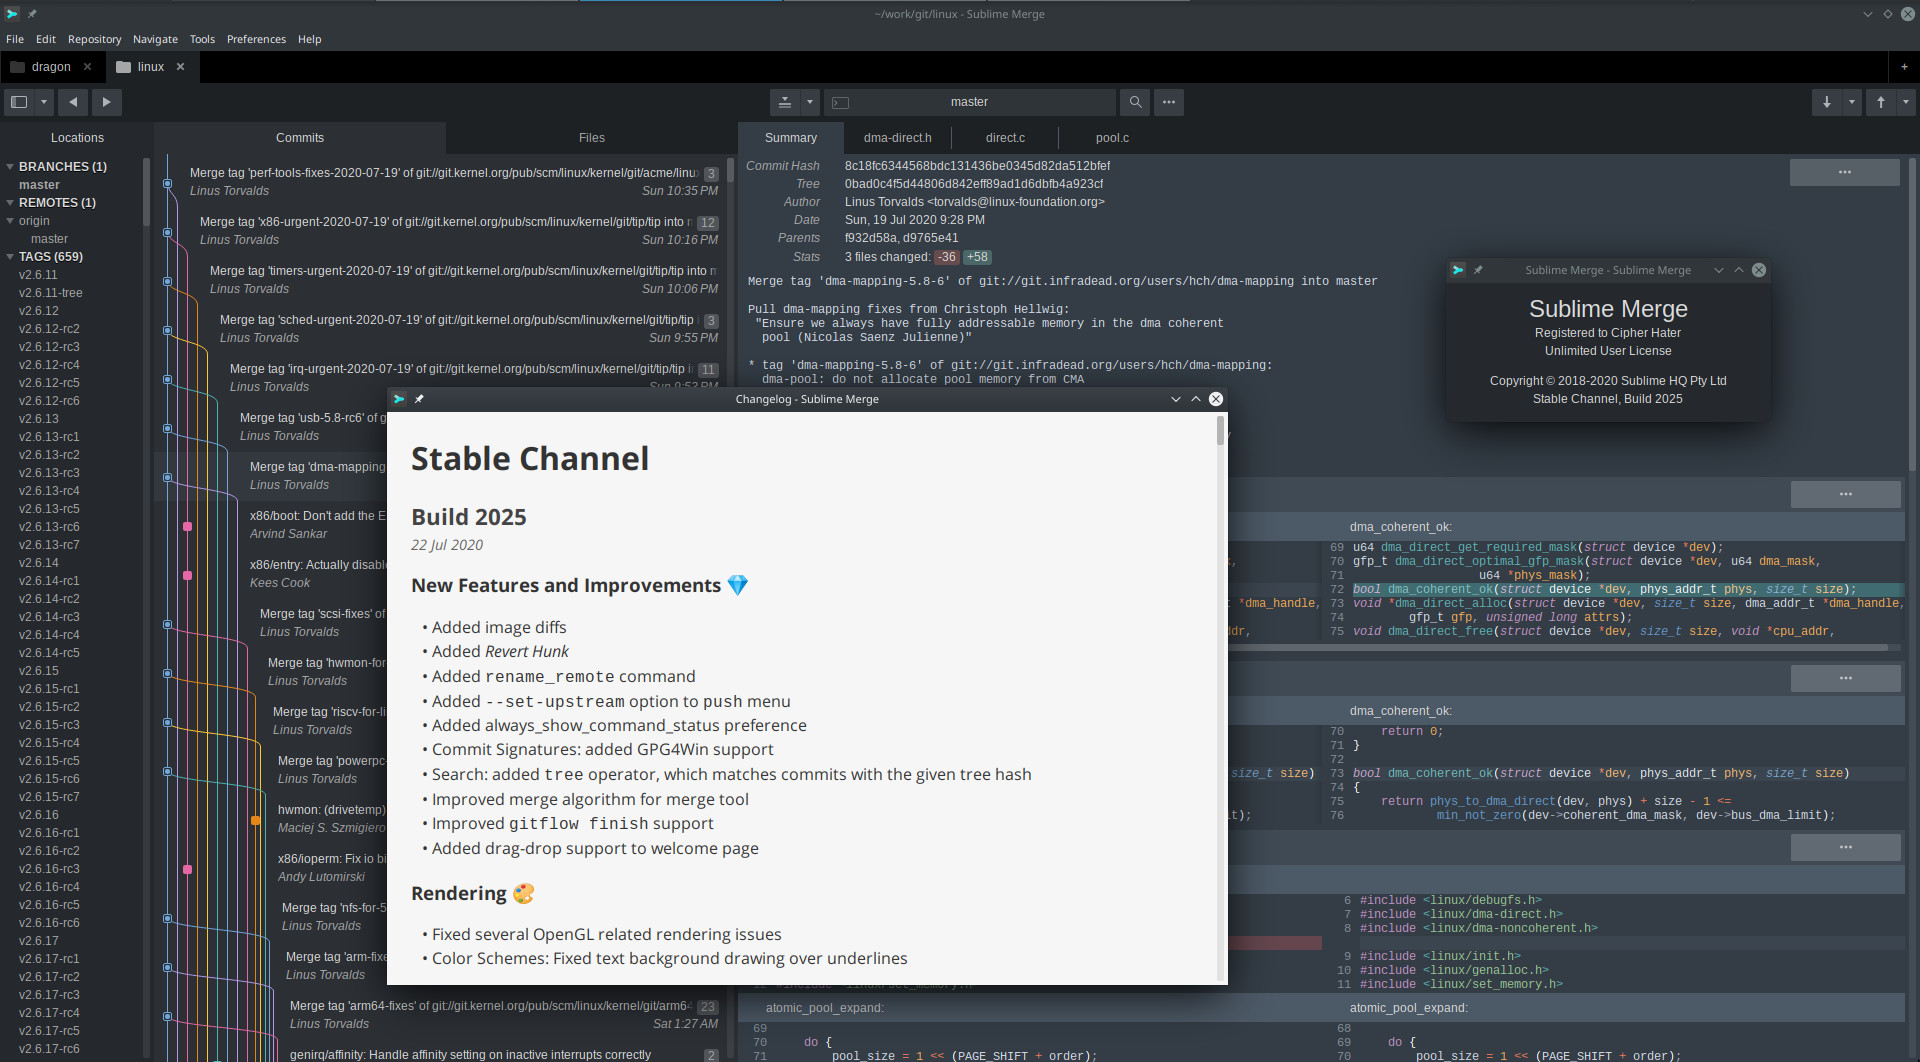 ~/work/git/linux - Sublime Merge
File Edit Repository Navigate Tools Preferences Help
dragon
linux
master
Locations
BRANCHES (1)
master
REMOTES (1)
origin
master
TAGS (659)
v2.6.11
v2.6.11-tree
v2.6.12
v2.6.12-rc2
v2.6.12-rc3
v2.6.12-rc4
v2.6.12-rc5
v2.6.12-rc6
v2.6.13
v2.6.13-rc1
v2.6.13-rc2
v2.6.13-rc3
v2.6.13-rc4
v2.6.13-rc5
v2.6.13-rc6
v2.6.13-rc7
v2.6.14
v2.6.14-rc1
v2.6.14-rc2
v2.6.14-rc3
v2.6.14-rc4
v2.6.14-rc5
v2.6.15
v2.6.15-rc1
v2.6.15-rc2
v2.6.15-rc3
v2.6.15-rc4
v2.6.15-rc5
v2.6.15-rc6
v2.6.15-rc7
v2.6.16
v2.6.16-rc1
v2.6.16-rc2
v2.6.16-rc3
v2.6.16-rc4
v2.6.16-rc5
v2.6.16-rc6
v2.6.17
v2.6.17-rc1
v2.6.17-rc2
v2.6.17-rc3
v2.6.17-rc4
v2.6.17-rc5
v2.6.17-rc6
Commits
Files
Merge tag 'perf-tools-fixes-2020-07-19' of git://git.kernel.org/pub/scm/linux/kernel/git/acme/linux 3
Linus Torvalds Sun 10:35 PM
Merge tag 'x86-urgent-2020-07-19' of git://git.kernel.org/pub/scm/linux/kernel/git/tip/tip into 12
Linus Torvalds Sun 10:16 PM
Merge tag 'timers-urgent-2020-07-19' of git://git.kernel.org/pub/scm/linux/kernel/git/tip/tip into m
Linus Torvalds Sun 10:06 PM
Merge tag 'sched-urgent-2020-07-19' of git://git.kernel.org/pub/scm/linux/kernel/git/tip/tip 3
Linus Torvalds Sun 9:55 PM
Merge tag 'irq-urgent-2020-07-19' of git://git.kernel.org/pub/scm/linux/kernel/git/tip/tip 11
Linus Torvalds Sun 9:53 PM
Merge tag 'usb-5.8-rc6' of g
Linus Torvalds
Merge tag 'dma-mapping
Linus Torvalds
x86/boot: Don't add the E
Arvind Sankar
x86/entry: Actually disabl
Kees Cook
Merge tag 'scsi-fixes' of
Linus Torvalds
Merge tag 'hwmon-for-
Linus Torvalds
Merge tag 'riscv-for-li
Linus Torvalds
Merge tag 'powerpc-
Linus Torvalds
hwmon: (drivetemp)
Maciej S. Szmigiero
x86/ioperm: Fix io bi
Andy Lutomirski
Merge tag 'nfs-for-5
Linus Torvalds
Merge tag 'arm-fixe
Linus Torvalds
Merge tag 'arm64-fixes' of git://git.kernel.org/pub/scm/linux/kernel/git/arm64 23
Linus Torvalds Sat 1:27 AM
genirq/affinity: Handle affinity setting on inactive interrupts correctly 2
Summary
dma-direct.h
direct.c
pool.c
Commit Hash 8c18fc6344568bdc131436be0345d82da512bfef
Tree 0bad0c4f5d44806d842eff89ad1d6dbfb4a923cf
Author Linus Torvalds <torvalds@linux-foundation.org>
Date Sun, 19 Jul 2020 9:28 PM
Parents f932d58a, d9765e41
Stats 3 files changed: -36 +58
Merge tag 'dma-mapping-5.8-6' of git://git.infradead.org/users/hch/dma-mapping into master
Pull dma-mapping fixes from Christoph Hellwig:
"Ensure we always have fully addressable memory in the dma coherent
pool (Nicolas Saenz Julienne)"
* tag 'dma-mapping-5.8-6' of git://git.infradead.org/users/hch/dma-mapping:
dma-pool: do not allocate pool memory from CMA
Sublime Merge - Sublime Merge
Sublime Merge
Registered to Cipher Hater
Unlimited User License
Copyright © 2018-2020 Sublime HQ Pty Ltd
Stable Channel, Build 2025
Changelog - Sublime Merge
Stable Channel
Build 2025
22 Jul 2020
New Features and Improvements
• Added image diffs
• Added Revert Hunk
• Added rename_remote command
• Added --set-upstream option to push menu
• Added always_show_command_status preference
• Commit Signatures: added GPG4Win support
• Search: added tree operator, which matches commits with the given tree hash
• Improved merge algorithm for merge tool
• Improved gitflow finish support
• Added drag-drop support to welcome page
Rendering
• Fixed several OpenGL related rendering issues
• Color Schemes: Fixed text background drawing over underlines
dma_coherent_ok:
69 u64 dma_direct_get_required_mask(struct device *dev);
70 gfp_t dma_direct_optimal_gfp_mask(struct device *dev, u64 dma_mask,
71 u64 *phys_mask);
72 bool dma_coherent_ok(struct device *dev, phys_addr_t phys, size_t size);
*dma_handle, 73 void *dma_direct_alloc(struct device *dev, size_t size, dma_addr_t *dma_handle,
74 gfp_t gfp, unsigned long attrs);
ddr, 75 void dma_direct_free(struct device *dev, size_t size, void *cpu_addr,
dma_coherent_ok:
70 return 0;
71 }
72
size_t size) 73 bool dma_coherent_ok(struct device *dev, phys_addr_t phys, size_t size)
74 {
75 return phys_to_dma_direct(dev, phys) + size - 1 <=
it); 76 min_not_zero(dev->coherent_dma_mask, dev->bus_dma_limit);
6 #include <linux/debugfs.h>
7 #include <linux/dma-direct.h>
8 #include <linux/dma-noncoherent.h>
9 #include <linux/init.h>
10 #include <linux/genalloc.h>
11 #include <linux/set_memory.h>
12 #include <linux/set_memory.h>
atomic_pool_expand: atomic_pool_expand:
69 68
70 do { 69 do {
71 pool_size = 1 << (PAGE_SHIFT + order); 70 pool_size = 1 << (PAGE_SHIFT + order);